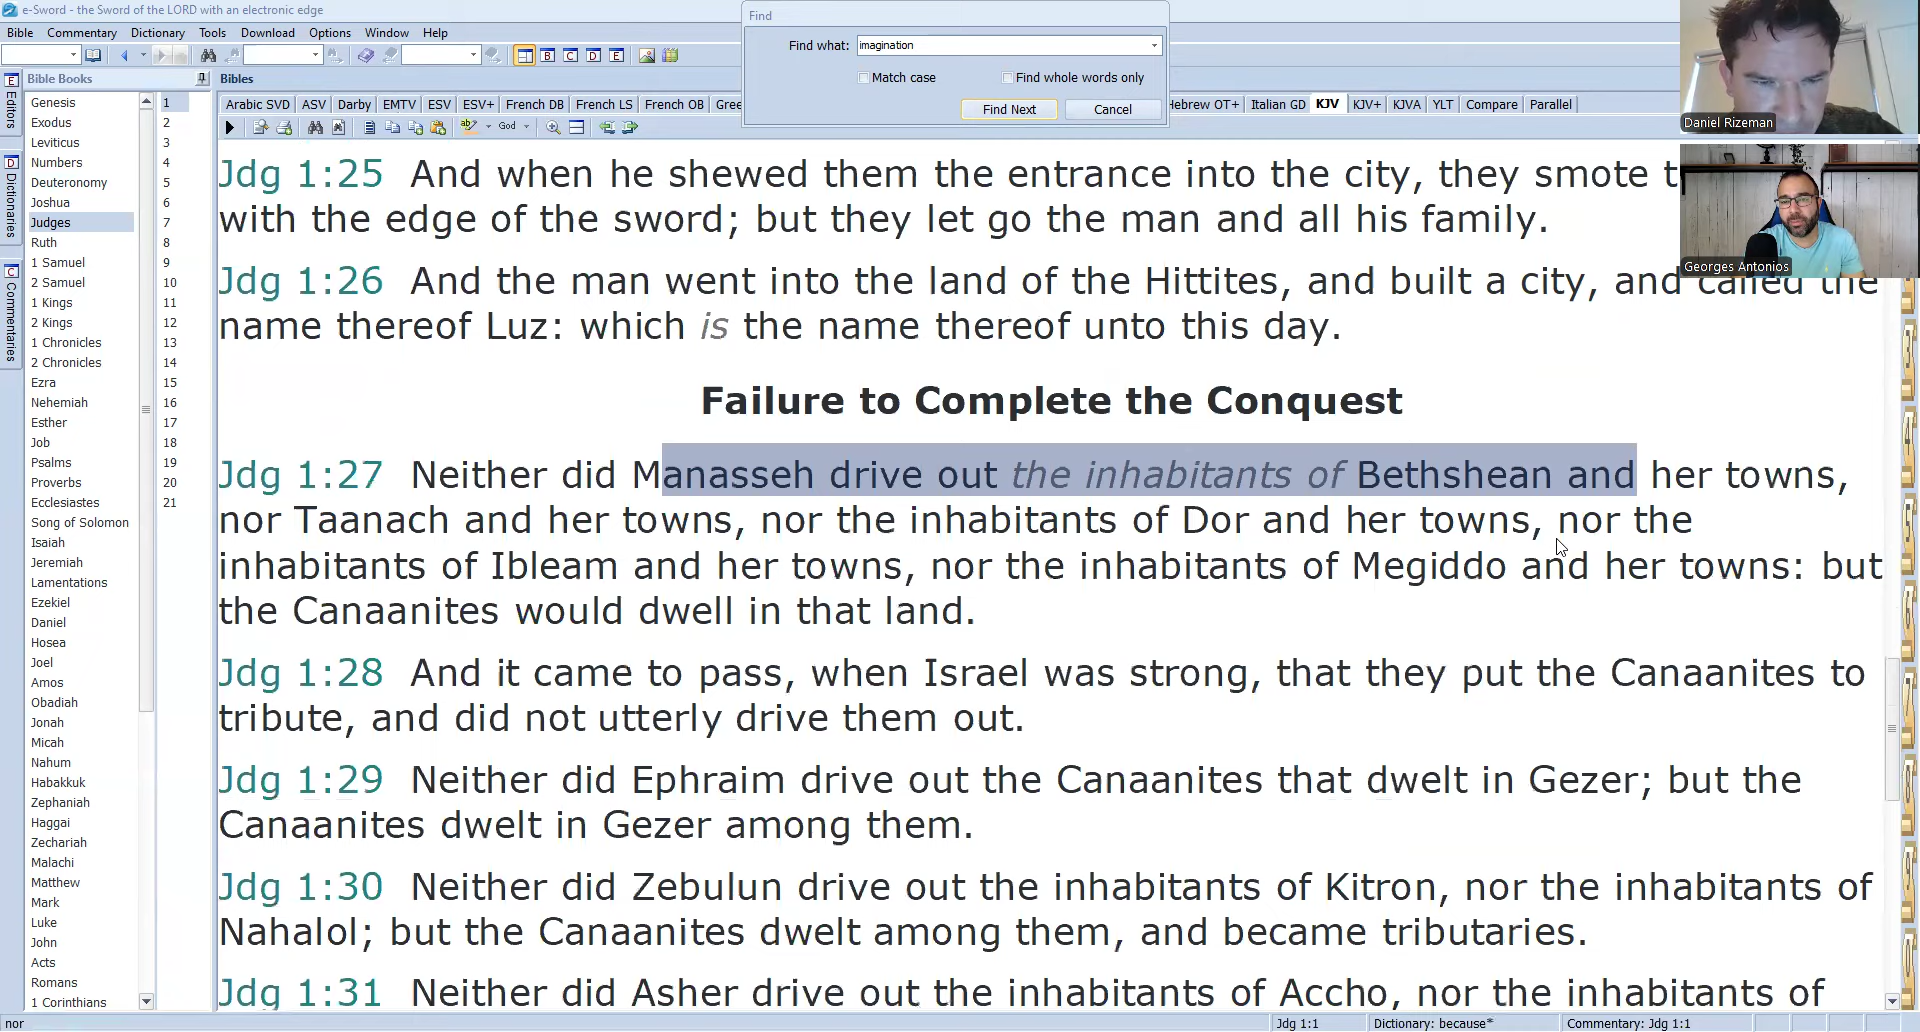 e-Sword - the Sword of the LORD with an electronic edge
Bible Commentary Dictionary Tools Download Options Window Help
Find
Find what: imagination
Match case Find whole words only
Find Next Cancel
B C D E
Bible Books
Bibles
Arabic SVD ASV Darby EMTV ESV ESV+ French DB French LS French OB Gree
Hebrew OT+ Italian GD KJV KJV+ KJVA YLT Compare Parallel
God
E Editors
D Dictionaries
C Commentaries
Genesis
Exodus
Leviticus
Numbers
Deuteronomy
Joshua
Judges
Ruth
1 Samuel
2 Samuel
1 Kings
2 Kings
1 Chronicles
2 Chronicles
Ezra
Nehemiah
Esther
Job
Psalms
Proverbs
Ecclesiastes
Song of Solomon
Isaiah
Jeremiah
Lamentations
Ezekiel
Daniel
Hosea
Joel
Amos
Obadiah
Jonah
Micah
Nahum
Habakkuk
Zephaniah
Haggai
Zechariah
Malachi
Matthew
Mark
Luke
John
Acts
Romans
1 Corinthians
1
2
3
4
5
6
7
8
9
10
11
12
13
14
15
16
17
18
19
20
21
Jdg 1:25 And when he shewed them the entrance into the city, they smote t
with the edge of the sword; but they let go the man and all his family.
Jdg 1:26 And the man went into the land of the Hittites, and built a city, and called the
name thereof Luz: which is the name thereof unto this day.
Failure to Complete the Conquest
Jdg 1:27 Neither did Manasseh drive out the inhabitants of Bethshean and her towns,
nor Taanach and her towns, nor the inhabitants of Dor and her towns, nor the
inhabitants of Ibleam and her towns, nor the inhabitants of Megiddo and her towns: but
the Canaanites would dwell in that land.
Jdg 1:28 And it came to pass, when Israel was strong, that they put the Canaanites to
tribute, and did not utterly drive them out.
Jdg 1:29 Neither did Ephraim drive out the Canaanites that dwelt in Gezer; but the
Canaanites dwelt in Gezer among them.
Jdg 1:30 Neither did Zebulun drive out the inhabitants of Kitron, nor the inhabitants of
Nahalol; but the Canaanites dwelt among them, and became tributaries.
Jdg 1:31 Neither did Asher drive out the inhabitants of Accho, nor the inhabitants of
Daniel Rizeman
Georges Antonios
nor
Jdg 1:1
Dictionary: because*
Commentary: Jdg 1:1